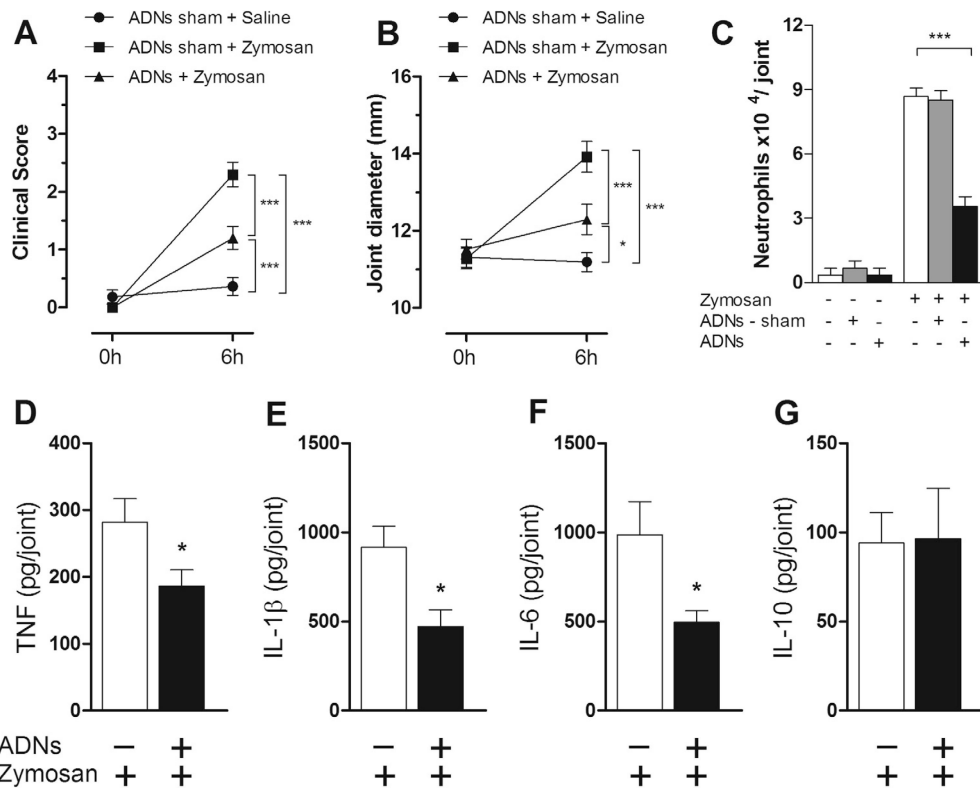 A
ADNs sham + Saline
ADNs sham + Zymosan
ADNs + Zymosan
Clinical Score
4
3
2
1
0
***
***
***
0h
6h
B
ADNs sham + Saline
ADNs sham + Zymosan
ADNs + Zymosan
Joint diameter (mm)
16
14
12
10
***
*
***
0h
6h
C
Neutrophils x10 ⁴/ joint
12
9
6
3
0
***
Zymosan - - - + + +
ADNs - sham - + - - + -
ADNs - - + - - +
D
TNF (pg/joint)
400
300
200
100
0
*
E
IL-1β (pg/joint)
1500
1000
500
0
*
F
IL-6 (pg/joint)
1500
1000
500
0
*
G
IL-10 (pg/joint)
150
100
50
0
ADNs − + − + − + − +
Zymosan + + + + + + + +